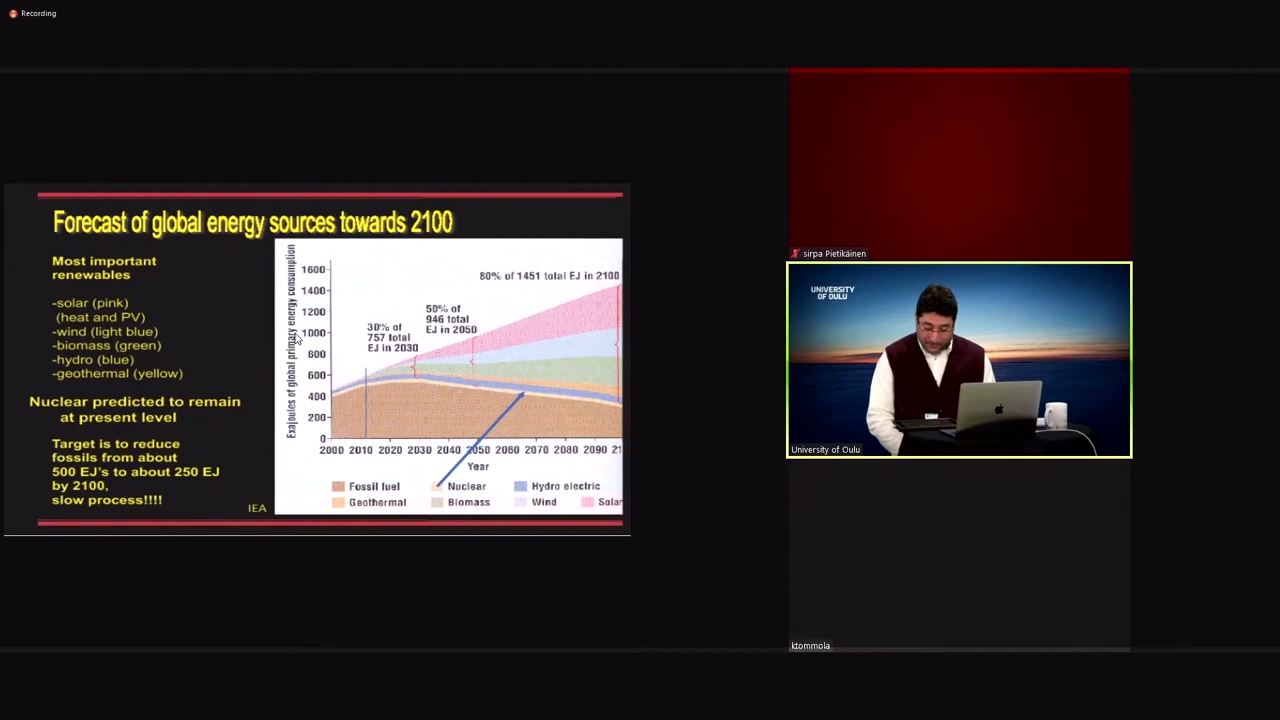 Recording
Forecast of global energy sources towards 2100
Most important
renewables
-solar (pink)
(heat and PV)
-wind (light blue)
-biomass (green)
-hydro (blue)
-geothermal (yellow)
Nuclear predicted to remain
at present level
Target is to reduce
fossils from about
500 EJ's to about 250 EJ
by 2100,
slow process!!!!
IEA
Exajoules of global primary energy consumption
1600
1400
1200
1000
800
600
400
200
0
80% of 1451 total EJ in 2100
50% of
946 total
EJ in 2050
30% of
757 total
EJ in 2030
2000 2010 2020 2030 2040 2050 2060 2070 2080 2090 21
Year
Fossil fuel Nuclear Hydro electric
Geothermal Biomass Wind Solar
sirpa Pietikäinen
UNIVERSITY
OF OULU
University of Oulu
ktommola